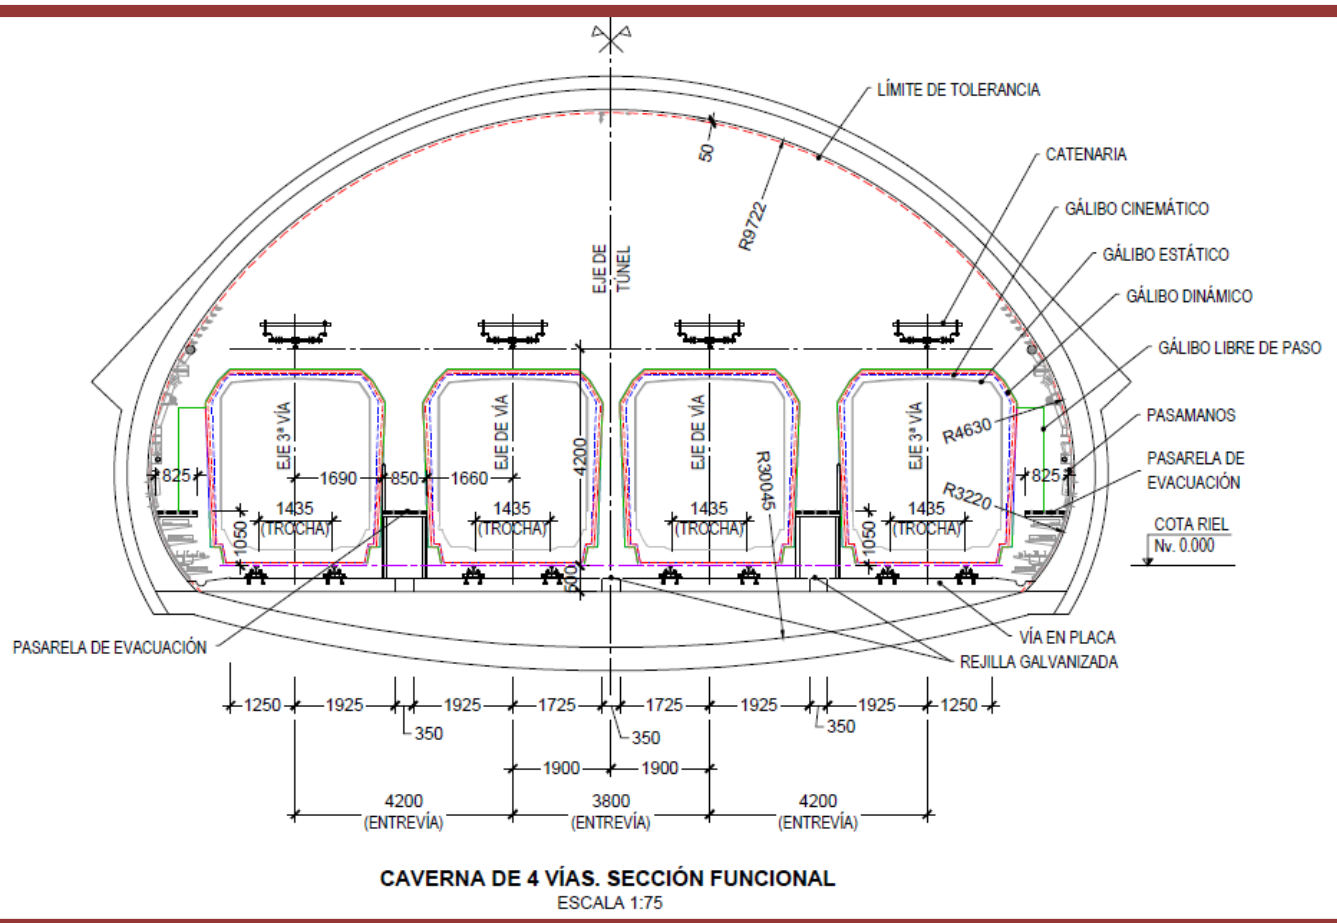 LÍMITE DE TOLERANCIA
50
CATENARIA
R9722
GÁLIBO CINEMÁTICO
EJE DE
TÚNEL
GÁLIBO ESTÁTICO
GÁLIBO DINÁMICO
GÁLIBO LIBRE DE PASO
EJE 3ª VÍA
EJE DE VÍA
EJE DE VÍA
EJE 3ª VÍA
4200
R4630
PASAMANOS
R30045
825
1690
850
1660
825
PASARELA DE
EVACUACIÓN
R3220
1435
(TROCHA)
1435
(TROCHA)
1435
(TROCHA)
1435
(TROCHA)
1050
1050
COTA RIEL
Nv. 0.000
500
PASARELA DE EVACUACIÓN
VÍA EN PLACA
REJILLA GALVANIZADA
1250
1925
1925
1725
1725
1925
1925
1250
350
350
350
1900
1900
4200
(ENTREVÍA)
3800
(ENTREVÍA)
4200
(ENTREVÍA)
CAVERNA DE 4 VÍAS. SECCIÓN FUNCIONAL
ESCALA 1:75